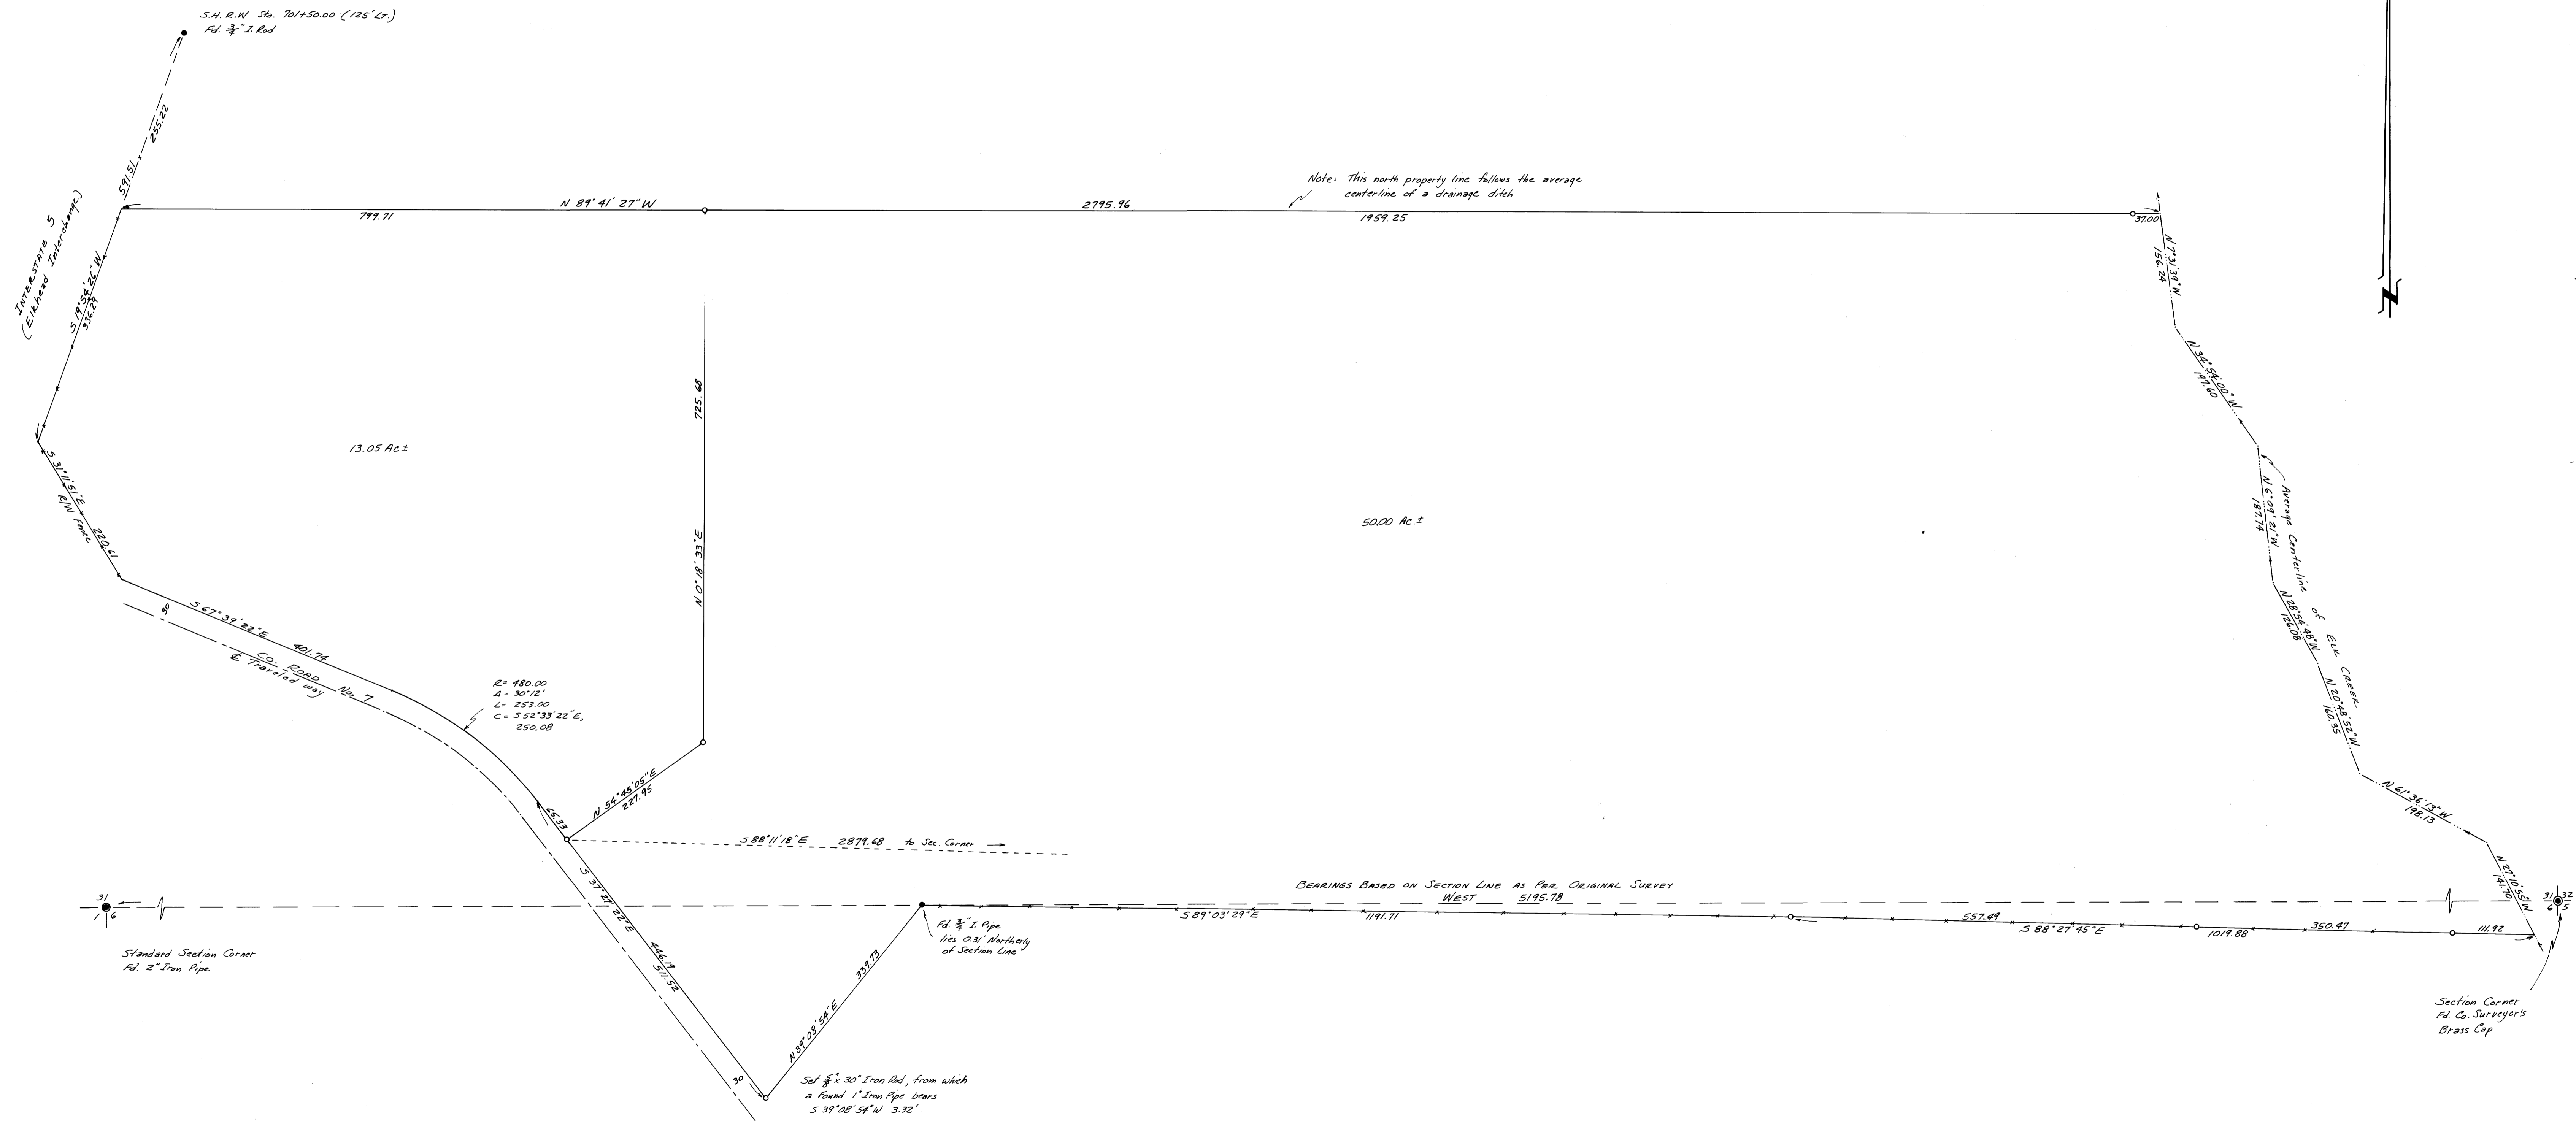 S.H. R.W Sta. 701+50.00 (125' LT.)
Fd. 3/4" I. Rod
255.22
591.51
INTERSTATE 5
(Elkhead Interchange)
S 19°54'26" W
336.29
N 89°41'27" W
799.71
2795.96
1959.25
Note: This north property line follows the average
centerline of a drainage ditch
37.00
N 7°31'39" W
156.24
N 34°54'00" W
197.60
N 6°09'21" W
187.74
Average Centerline of ELK CREEK
N 28°54'48" W
126.08
N 20°48'52" W
160.35
N 61°36'13" W
198.13
N 27°10'55" W
141.70
725.68
N 0°18'33" E
13.05 Ac ±
50.00 Ac. ±
S 31°11'51" E
220.61
R/W Fence
30
S 67°39'22" E
401.74
CO. ROAD No. 7
℄ Traveled way
R= 480.00
Δ = 30°12'
L= 253.00
C = S 52°33'22" E,
250.08
65.33
N 54°45'05" E
227.95
S 88°11'18" E 2879.68 to Sec. Corner
S 37°27'22" E
446.19
511.52
BEARINGS BASED ON SECTION LINE AS PER ORIGINAL SURVEY
WEST 5195.78
31
1 6
Standard Section Corner
Fd. 2" Iron Pipe
Fd. 3/4" I. Pipe
lies 0.31' Northerly
of Section Line
S 89°03'29" E
1191.71
557.49
S 88°27'45" E
1019.88
350.47
111.92
31 32
6 5
Section Corner
Fd. Co. Surveyor's
Brass Cap
339.73
N 39°08'54" E
30
Set 5/8" x 30" Iron Rod, from which
a Found 1" Iron Pipe bears
S 39°08'54" W 3.32'